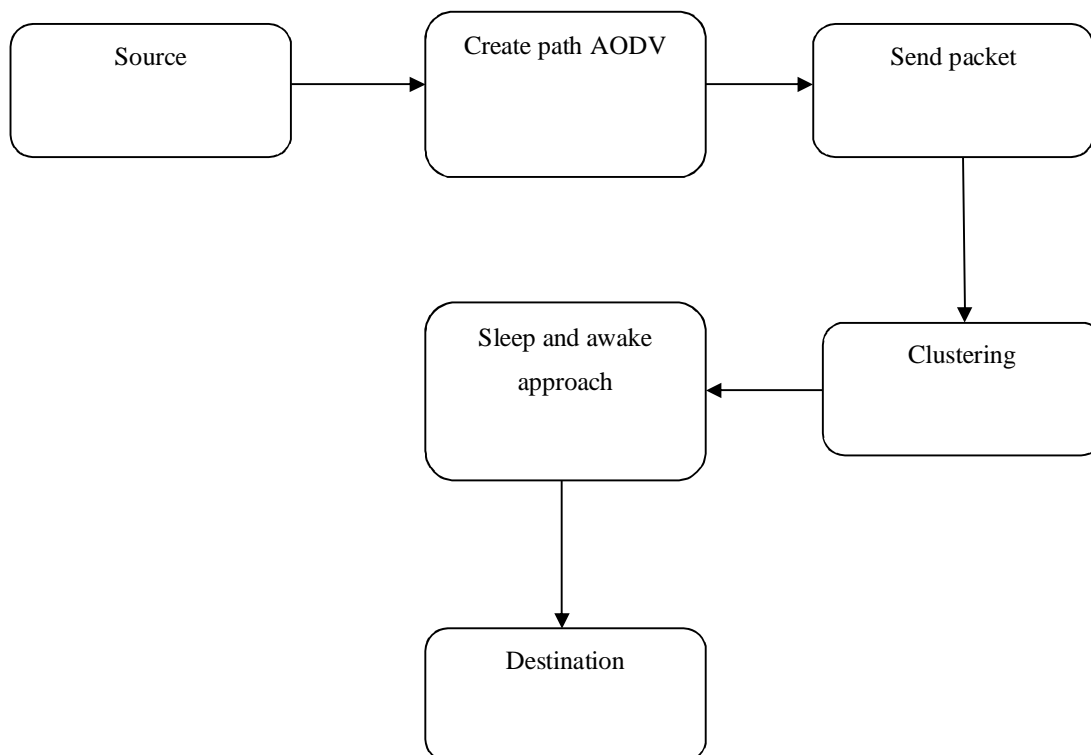 Source
Create path AODV
Send packet
Sleep and awake
approach
Clustering
Destination